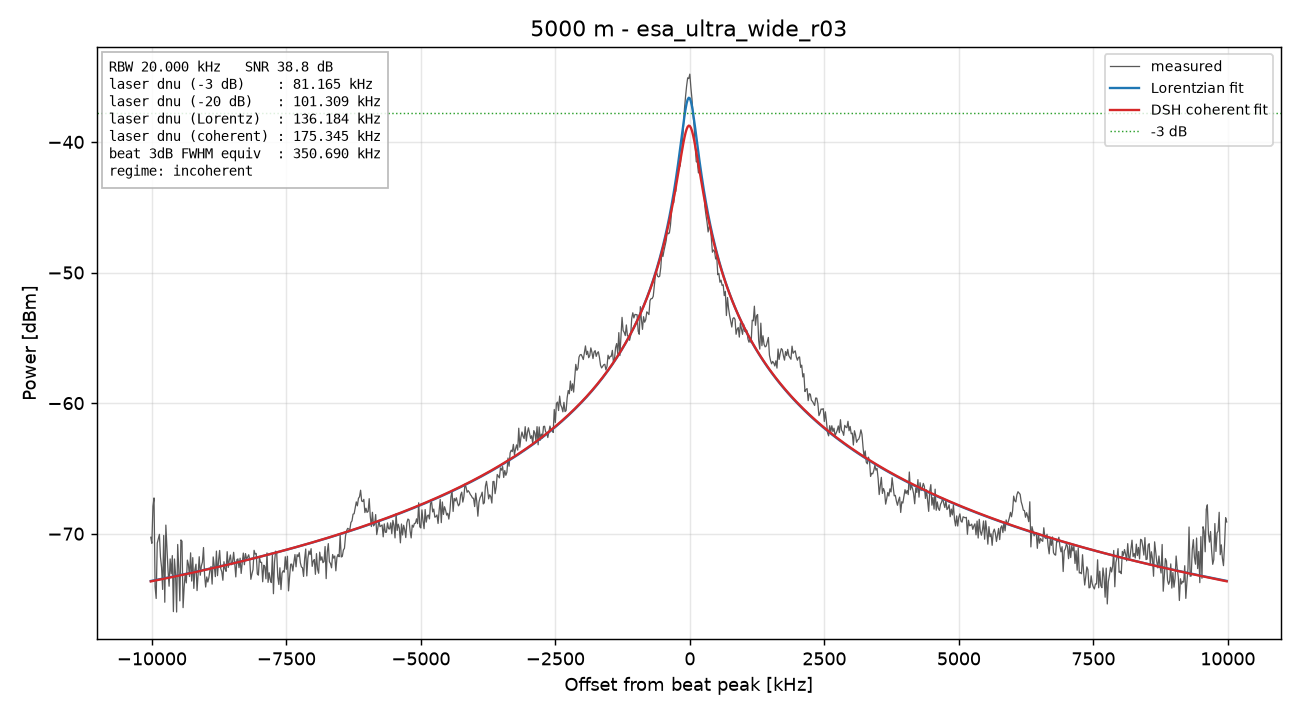 5000 m - esa_ultra_wide_r03
RBW 20.000 kHz   SNR 38.8 dB
laser dnu (-3 dB)    : 81.165 kHz
laser dnu (-20 dB)   : 101.309 kHz
laser dnu (Lorentz)  : 136.184 kHz
laser dnu (coherent) : 175.345 kHz
beat 3dB FWHM equiv  : 350.690 kHz
regime: incoherent
measured
Lorentzian fit
DSH coherent fit
-3 dB
Power [dBm]
−40
−50
−60
−70
−10000 −7500 −5000 −2500 0 2500 5000 7500 10000
Offset from beat peak [kHz]